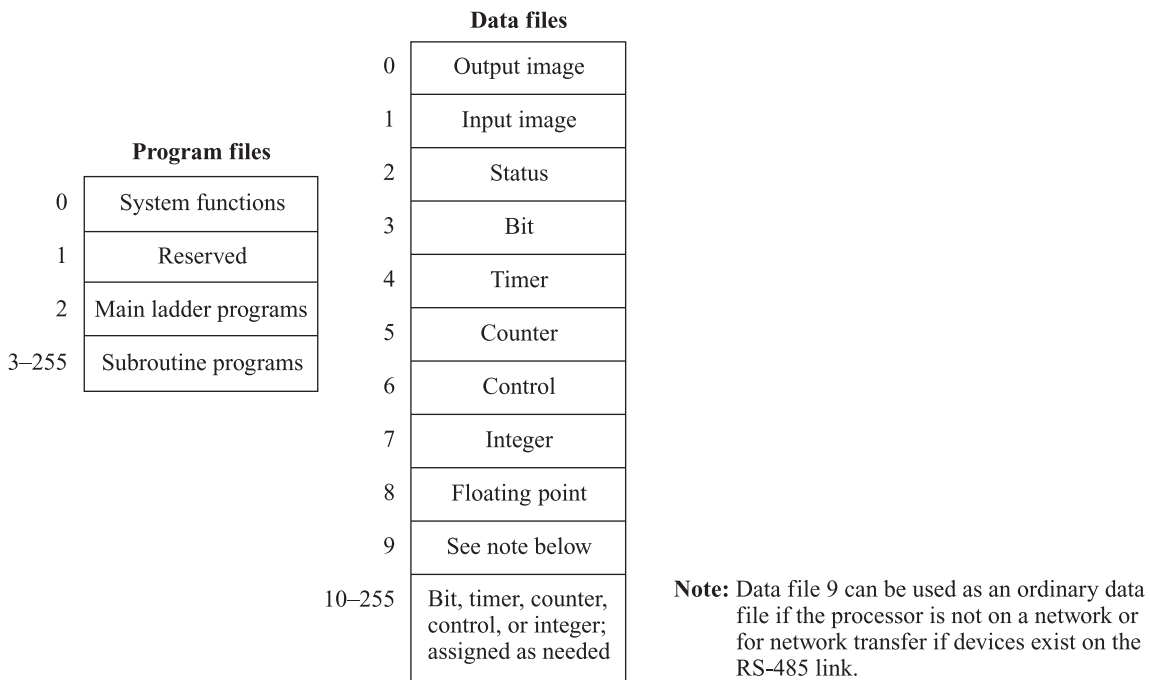 Program files
0 System functions
1 Reserved
2 Main ladder programs
3–255 Subroutine programs
Data files
0 Output image
1 Input image
2 Status
3 Bit
4 Timer
5 Counter
6 Control
7 Integer
8 Floating point
9 See note below
10–255 Bit, timer, counter,
control, or integer;
assigned as needed
Note: Data file 9 can be used as an ordinary data
file if the processor is not on a network or
for network transfer if devices exist on the
RS-485 link.